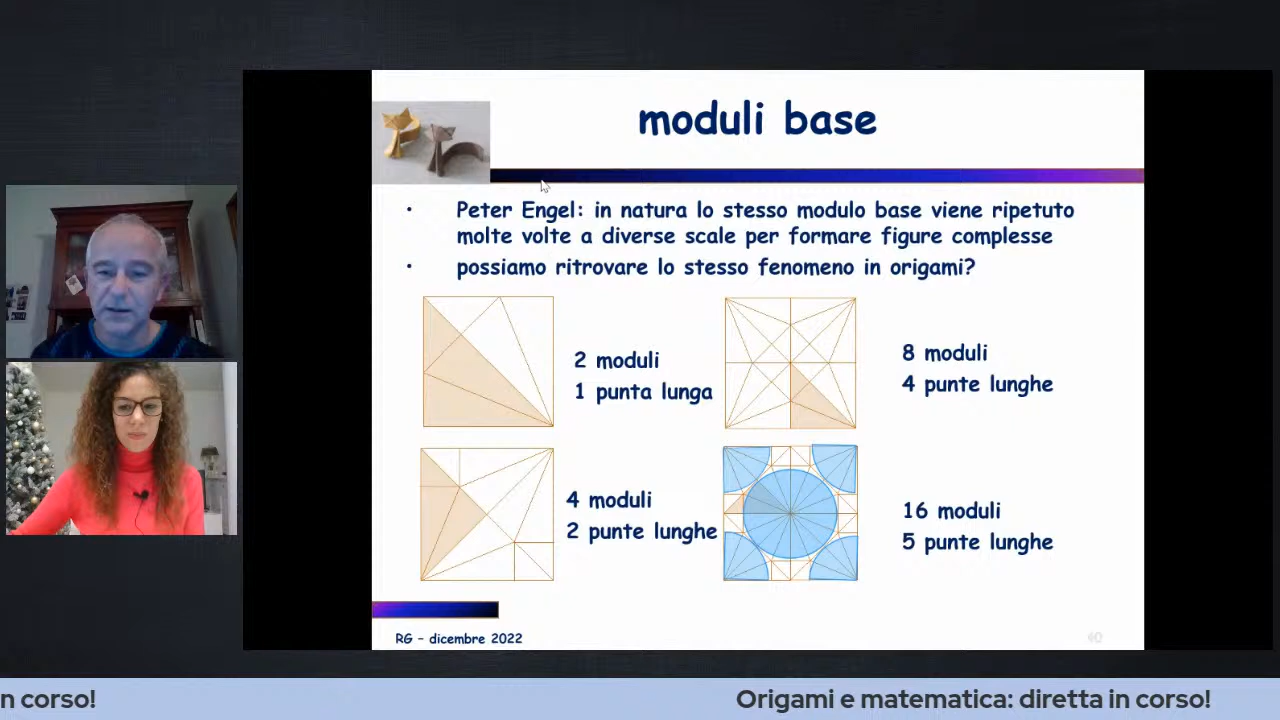 moduli base
• Peter Engel: in natura lo stesso modulo base viene ripetuto
molte volte a diverse scale per formare figure complesse
• possiamo ritrovare lo stesso fenomeno in origami?
2 moduli
1 punta lunga
8 moduli
4 punte lunghe
4 moduli
2 punte lunghe
16 moduli
5 punte lunghe
RG – dicembre 2022
40
n corso!
Origami e matematica: diretta in corso!